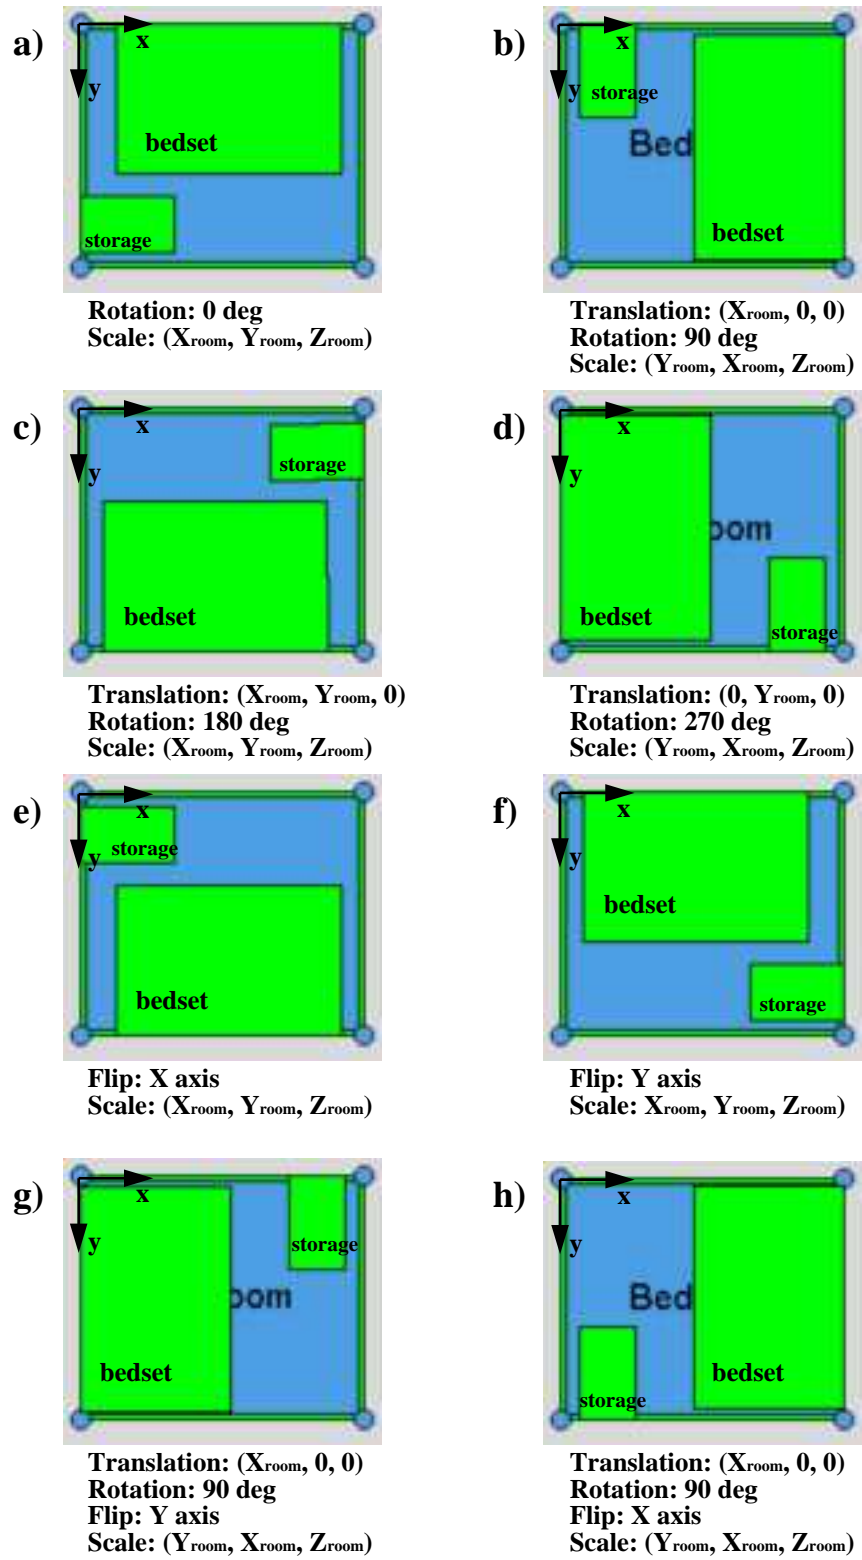 a)
x
y
bedset
storage
Rotation: 0 deg
Scale: (Xroom, Yroom, Zroom)
b)
x
y
storage
Bed
bedset
Translation: (Xroom, 0, 0)
Rotation: 90 deg
Scale: (Yroom, Xroom, Zroom)
c)
x
y
storage
bedset
Translation: (Xroom, Yroom, 0)
Rotation: 180 deg
Scale: (Xroom, Yroom, Zroom)
d)
x
y
oom
bedset
storage
Translation: (0, Yroom, 0)
Rotation: 270 deg
Scale: (Yroom, Xroom, Zroom)
e)
x
y
storage
bedset
Flip: X axis
Scale: (Xroom, Yroom, Zroom)
f)
x
y
bedset
storage
Flip: Y axis
Scale: Xroom, Yroom, Zroom)
g)
x
y
storage
oom
bedset
Translation: (Xroom, 0, 0)
Rotation: 90 deg
Flip: Y axis
Scale: (Yroom, Xroom, Zroom)
h)
x
y
Bed
bedset
storage
Translation: (Xroom, 0, 0)
Rotation: 90 deg
Flip: X axis
Scale: (Yroom, Xroom, Zroom)